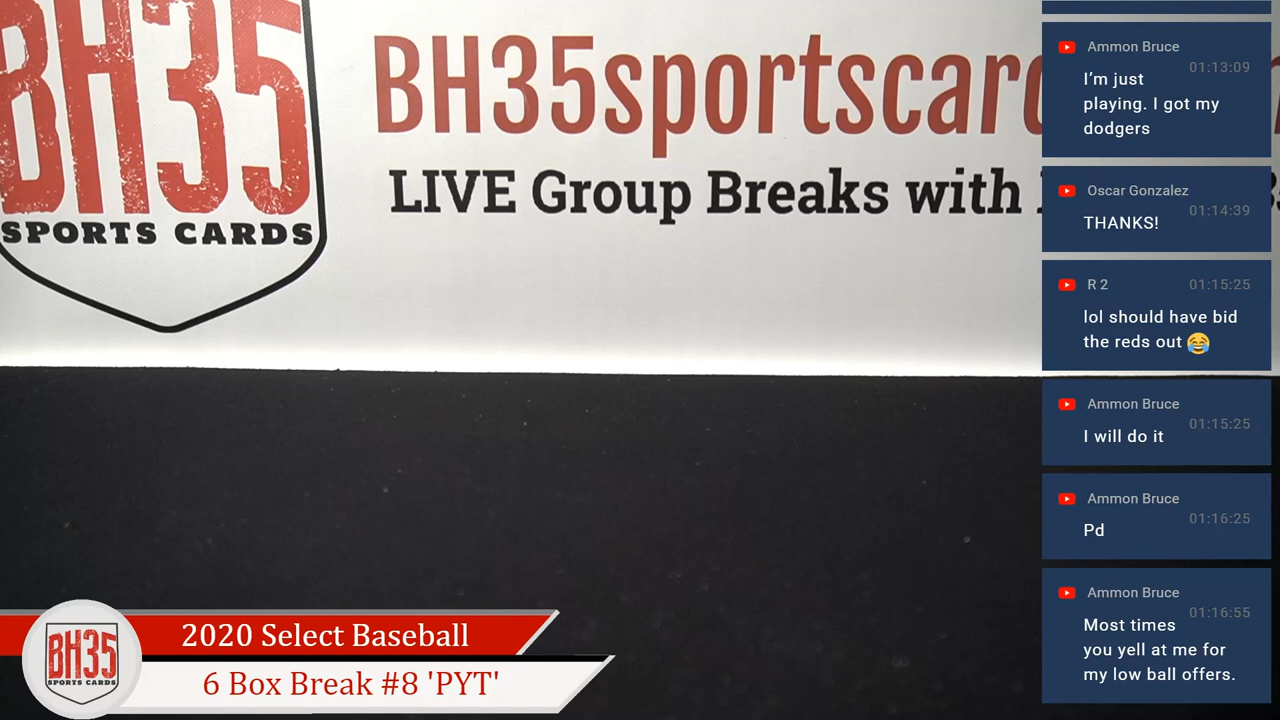 BH35
SPORTS CARDS
BH35sportscard
LIVE Group Breaks with
Ammon Bruce
01:13:09
I’m just
playing. I got my
dodgers
Oscar Gonzalez
01:14:39
THANKS!
R 2
01:15:25
lol should have bid
the reds out 😂
Ammon Bruce
01:15:25
I will do it
Ammon Bruce
01:16:25
Pd
Ammon Bruce
01:16:55
Most times
you yell at me for
my low ball offers.
BH35
SPORTS CARDS
2020 Select Baseball
6 Box Break #8 'PYT'